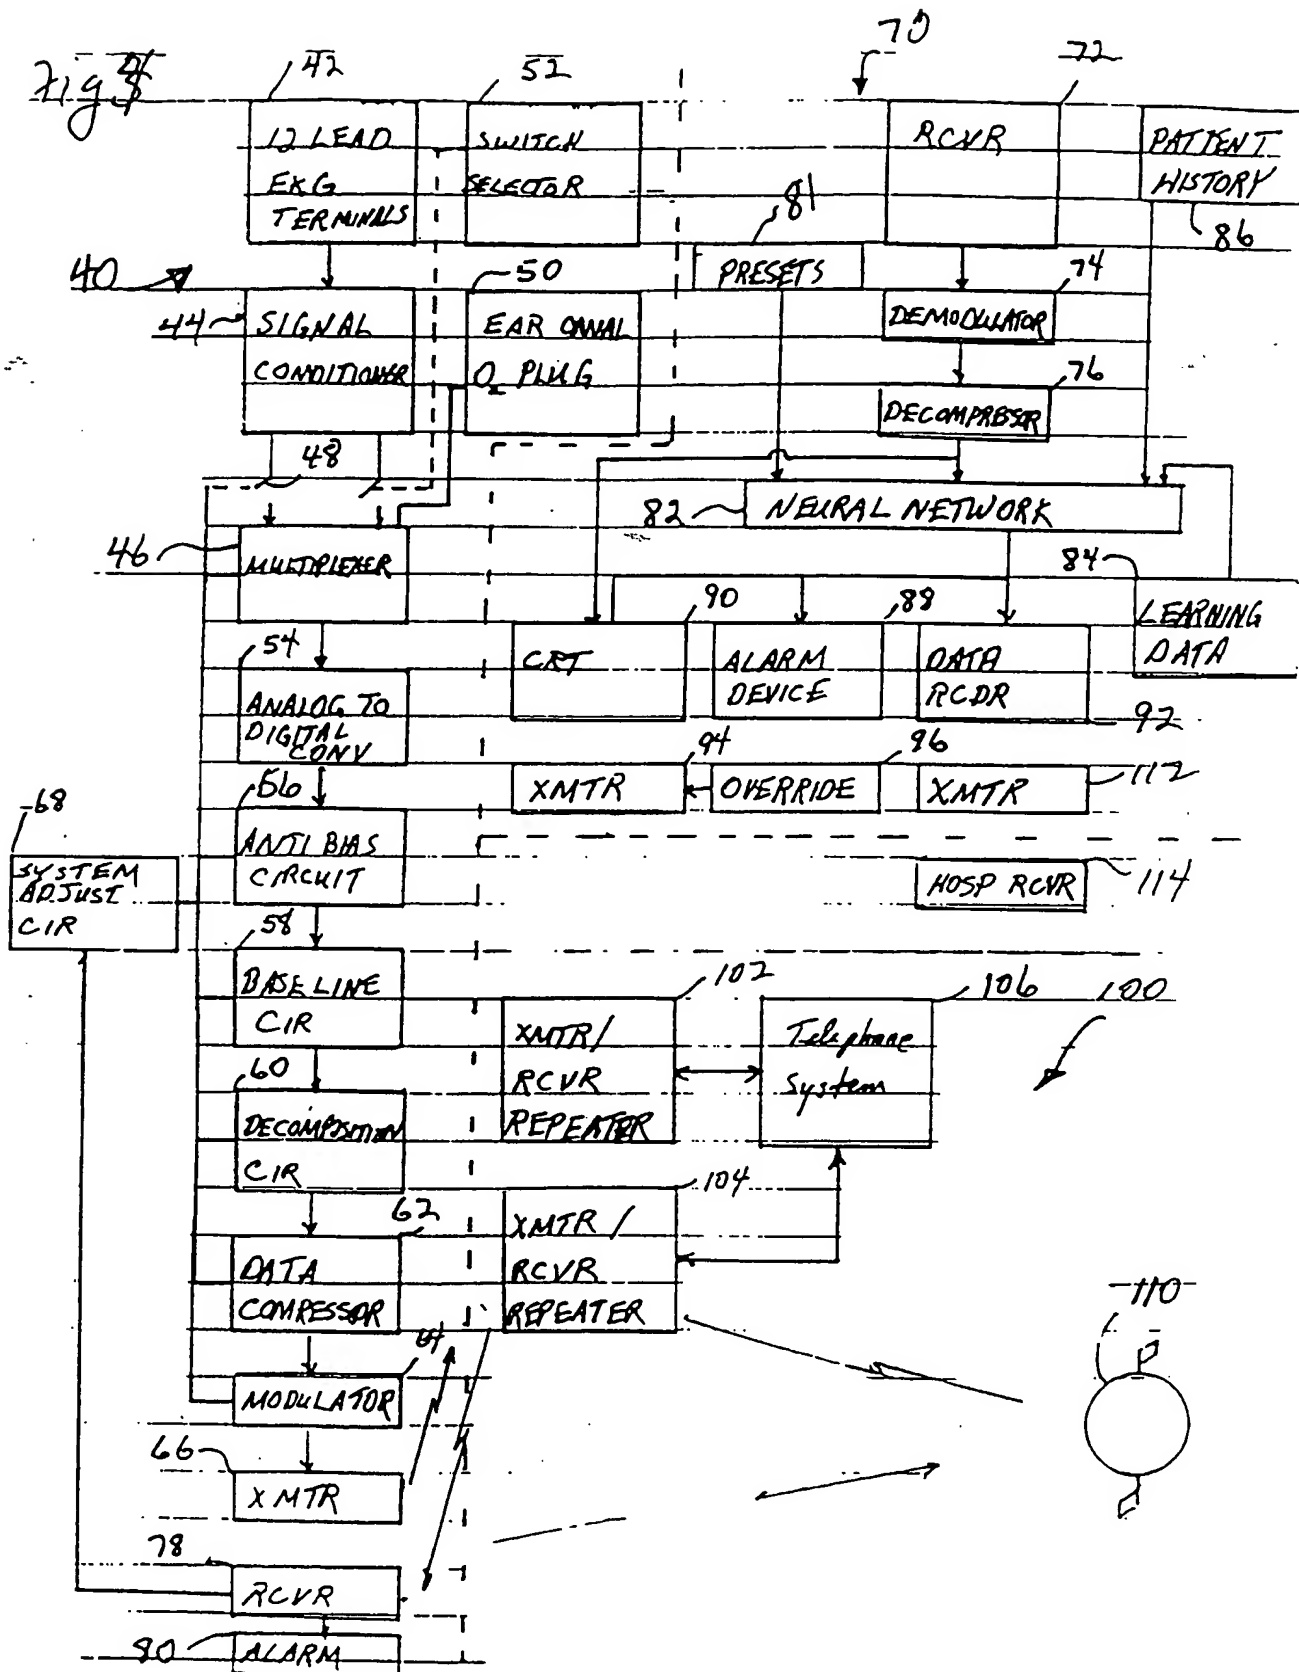 Fig
42
52
70
72
12 LEAD
EKG
TERMINALS
SWITCH
SELECTOR
RCVR
PATIENT
HISTORY
81
86
40
50
PRESETS
74
44
SIGNAL
CONDITIONER
EAR CANAL
O2 PLUG
DEMODULATOR
76
DECOMPRESSOR
48
82
NEURAL NETWORK
46
MULTIPLEXER
84
90
88
LEARNING
DATA
54
CRT
ALARM
DEVICE
DATA
RCDR
ANALOG TO
DIGITAL
CONV
92
94
96
56
XMTR
OVERRIDE
XMTR
112
68
ANTI BIAS
CIRCUIT
SYSTEM
ADJUST
CIR
HOSP RCVR
114
58
BASE LINE
CIR
102
106
100
XMTR/
RCVR
REPEATER
Telephone
System
60
DECOMPOSITION
CIR
104
62
XMTR/
RCVR
REPEATER
DATA
COMPESSOR
110
64
MODULATOR
66
XMTR
78
RCVR
80
ALARM